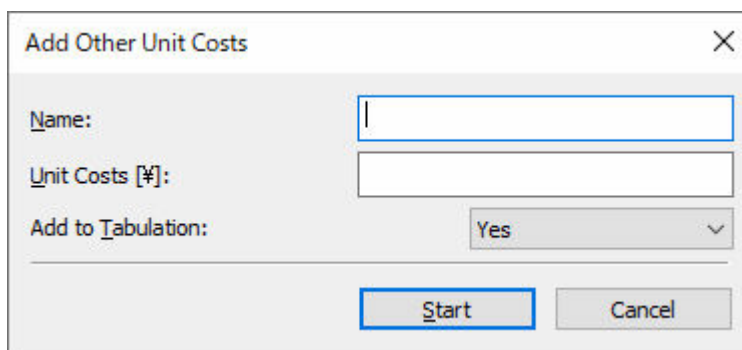 Add Other Unit Costs
Name:
Unit Costs [¥]:
Add to Tabulation: Yes
Start Cancel